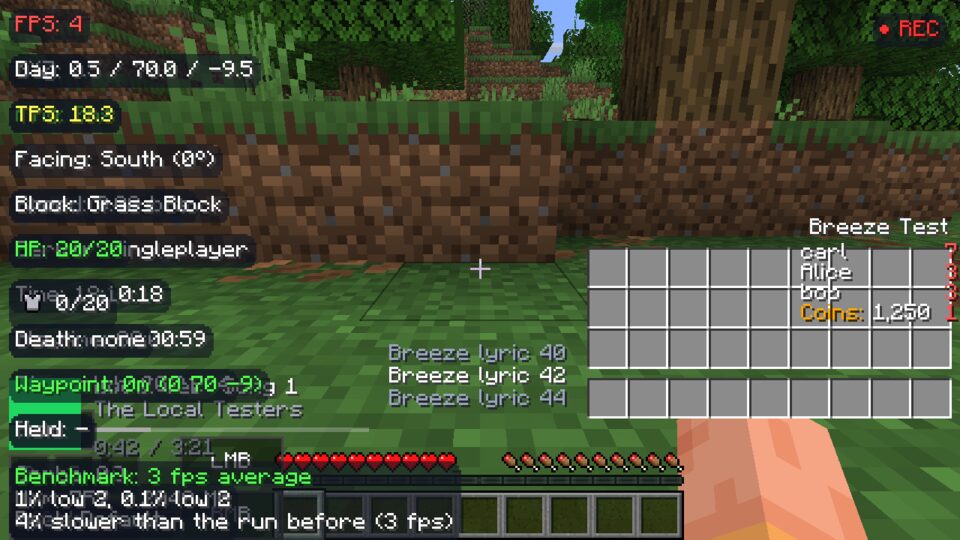 FPS: 4
REC
Day: 0.5 / 70.0 / -9.5
TPS: 18.3
Facing: South (0°)
Block: Grass Block
HP: 20/20 ingleplayer
0/20 0:18
Death: none 00:59
Waypoint: 0m (0 70 -9) g 1
The Local Testers
Held: -
0:42 / 3:21
LMB
Benchmark: 3 fps average
1% low 2, 0.1% low 2
4% slower than the run before (3 fps)
Breeze lyric 40
Breeze lyric 42
Breeze lyric 44
Breeze Test
carl 7
Alice 3
bob 3
Coins: 1,250 1